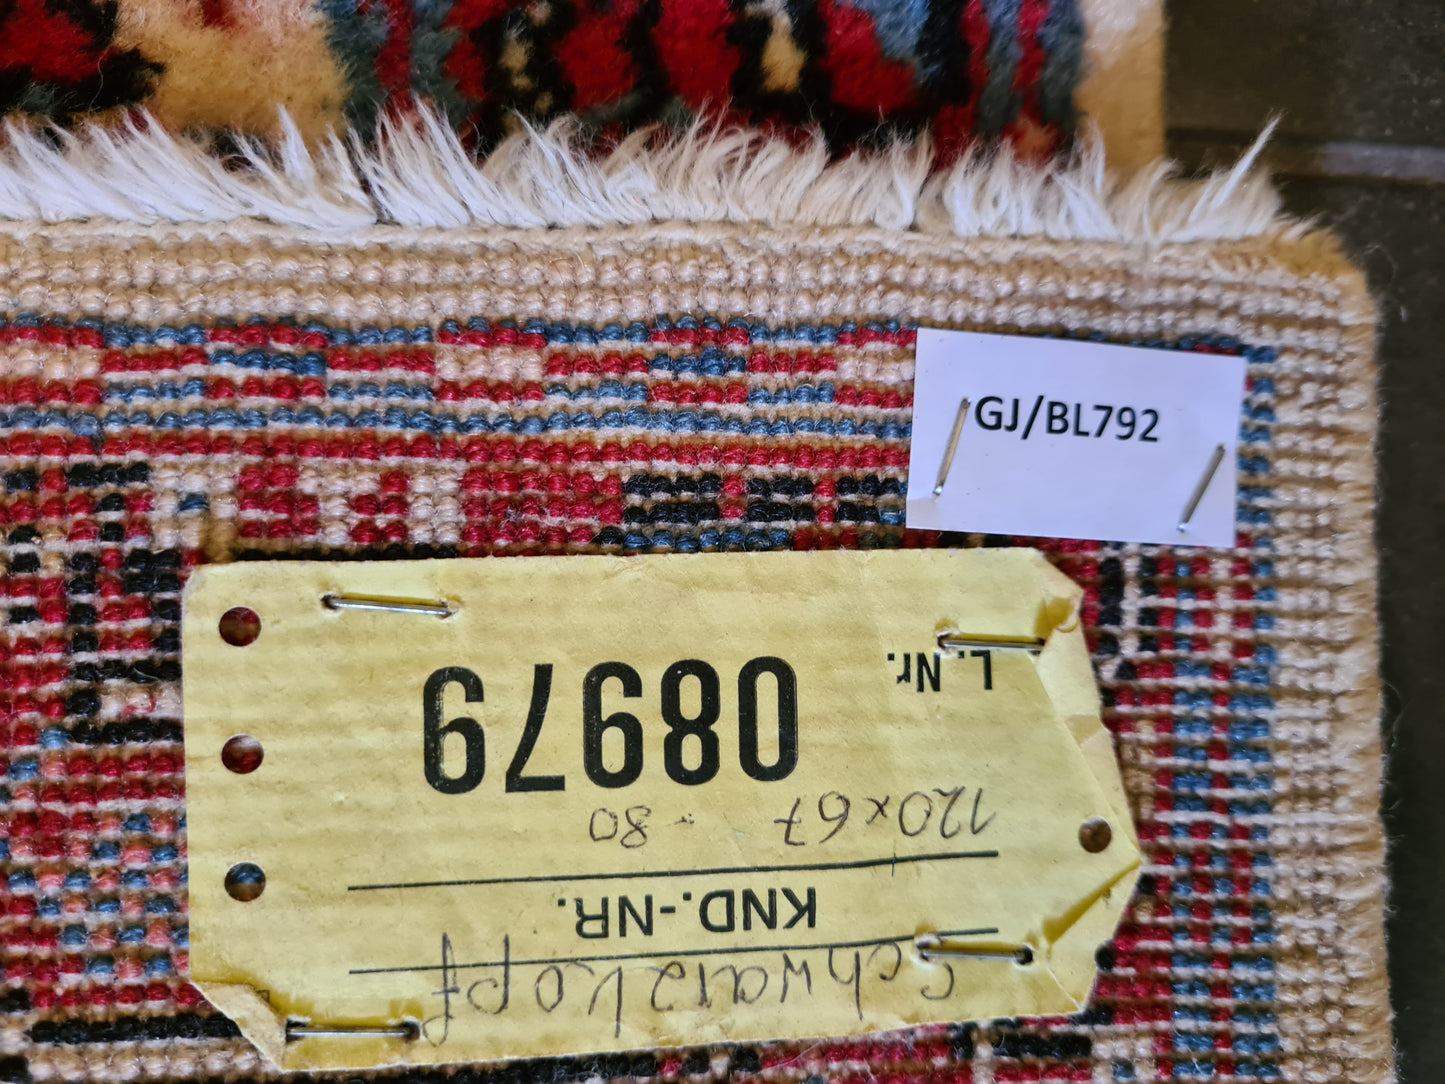 GJ/BL792
Schwarzkopf
KND.-NR.
120x67 - 80
L. Nr. 08979